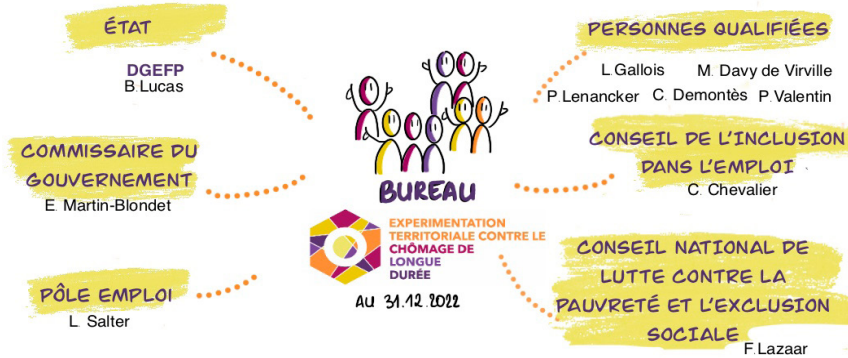 ÉTAT
DGEFP
B.Lucas
COMMISSAIRE DU
GOUVERNEMENT
E. Martin-Blondet
PÔLE EMPLOI
L. Salter
BUREAU
EXPERIMENTATION
TERRITORIALE CONTRE LE
CHÔMAGE DE
LONGUE
DURÉE
AU 31.12.2022
PERSONNES QUALIFIÉES
L.Gallois M. Davy de Virville
P.Lenancker C. Demontès P.Valentin
CONSEIL DE L'INCLUSION
DANS L'EMPLOI
C. Chevalier
CONSEIL NATIONAL DE
LUTTE CONTRE LA
PAUVRETÉ ET L'EXCLUSION
SOCIALE
F.Lazaar